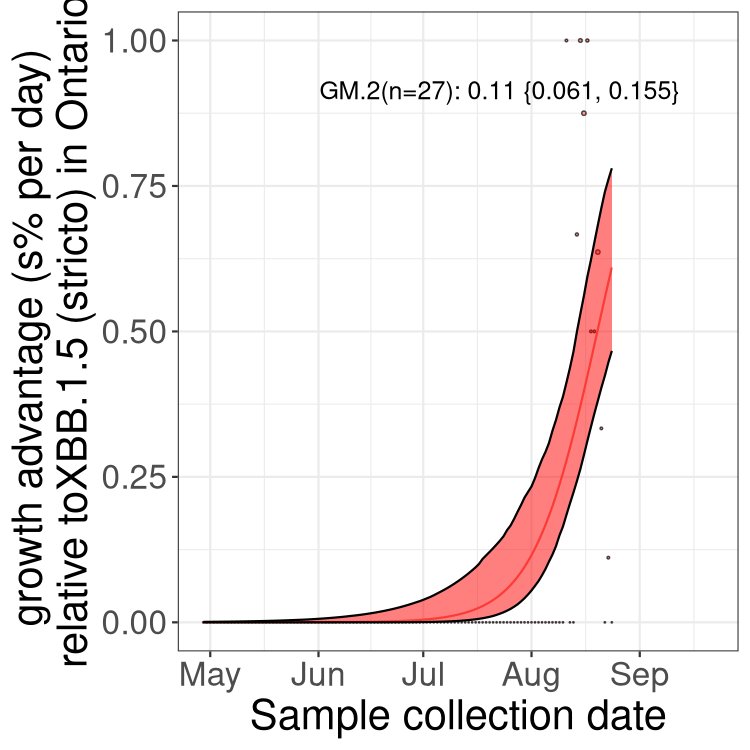 growth advantage (s% per day)
relative toXBB.1.5 (stricto) in Ontario
1.00
0.75
0.50
0.25
0.00
GM.2(n=27): 0.11 {0.061, 0.155}
May Jun Jul Aug Sep
Sample collection date